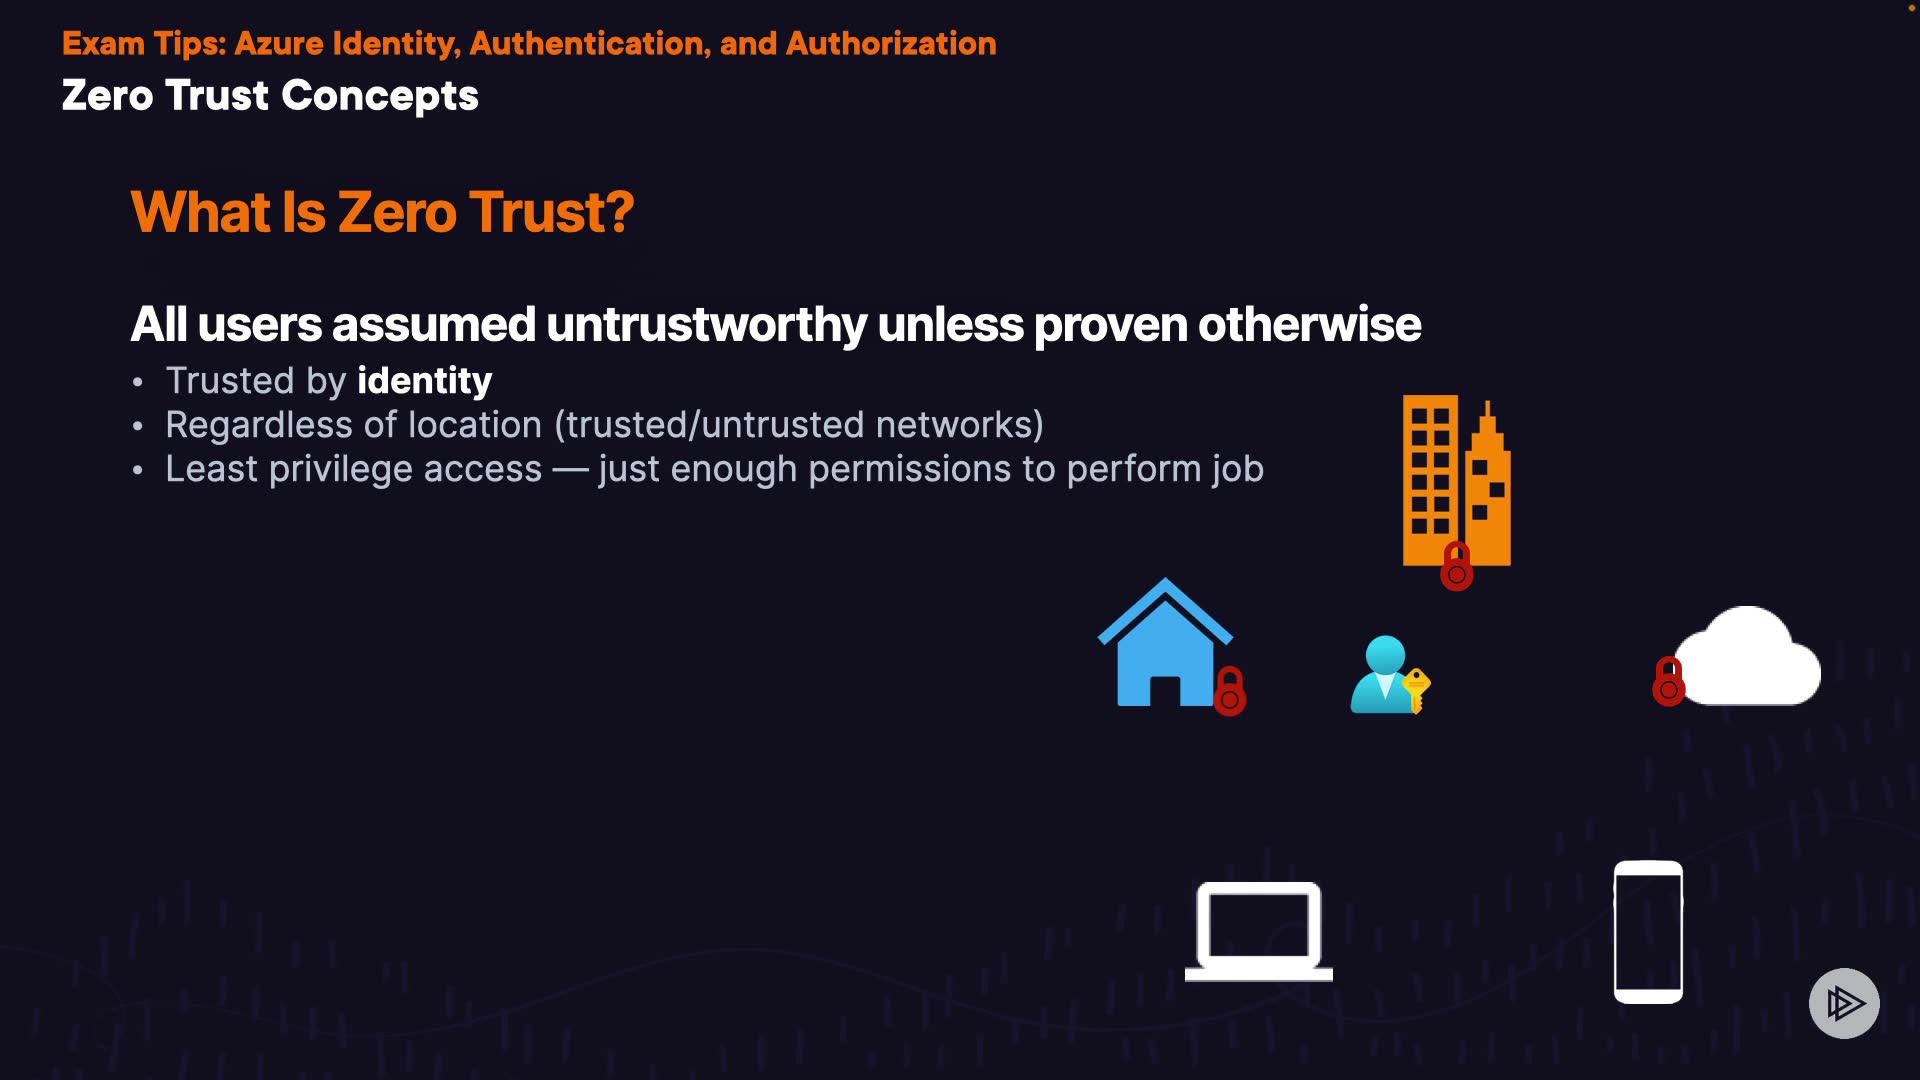 Exam Tips: Azure Identity, Authentication, and Authorization
Zero Trust Concepts
What Is Zero Trust?
All users assumed untrustworthy unless proven otherwise
• Trusted by identity
• Regardless of location (trusted/untrusted networks)
• Least privilege access — just enough permissions to perform job